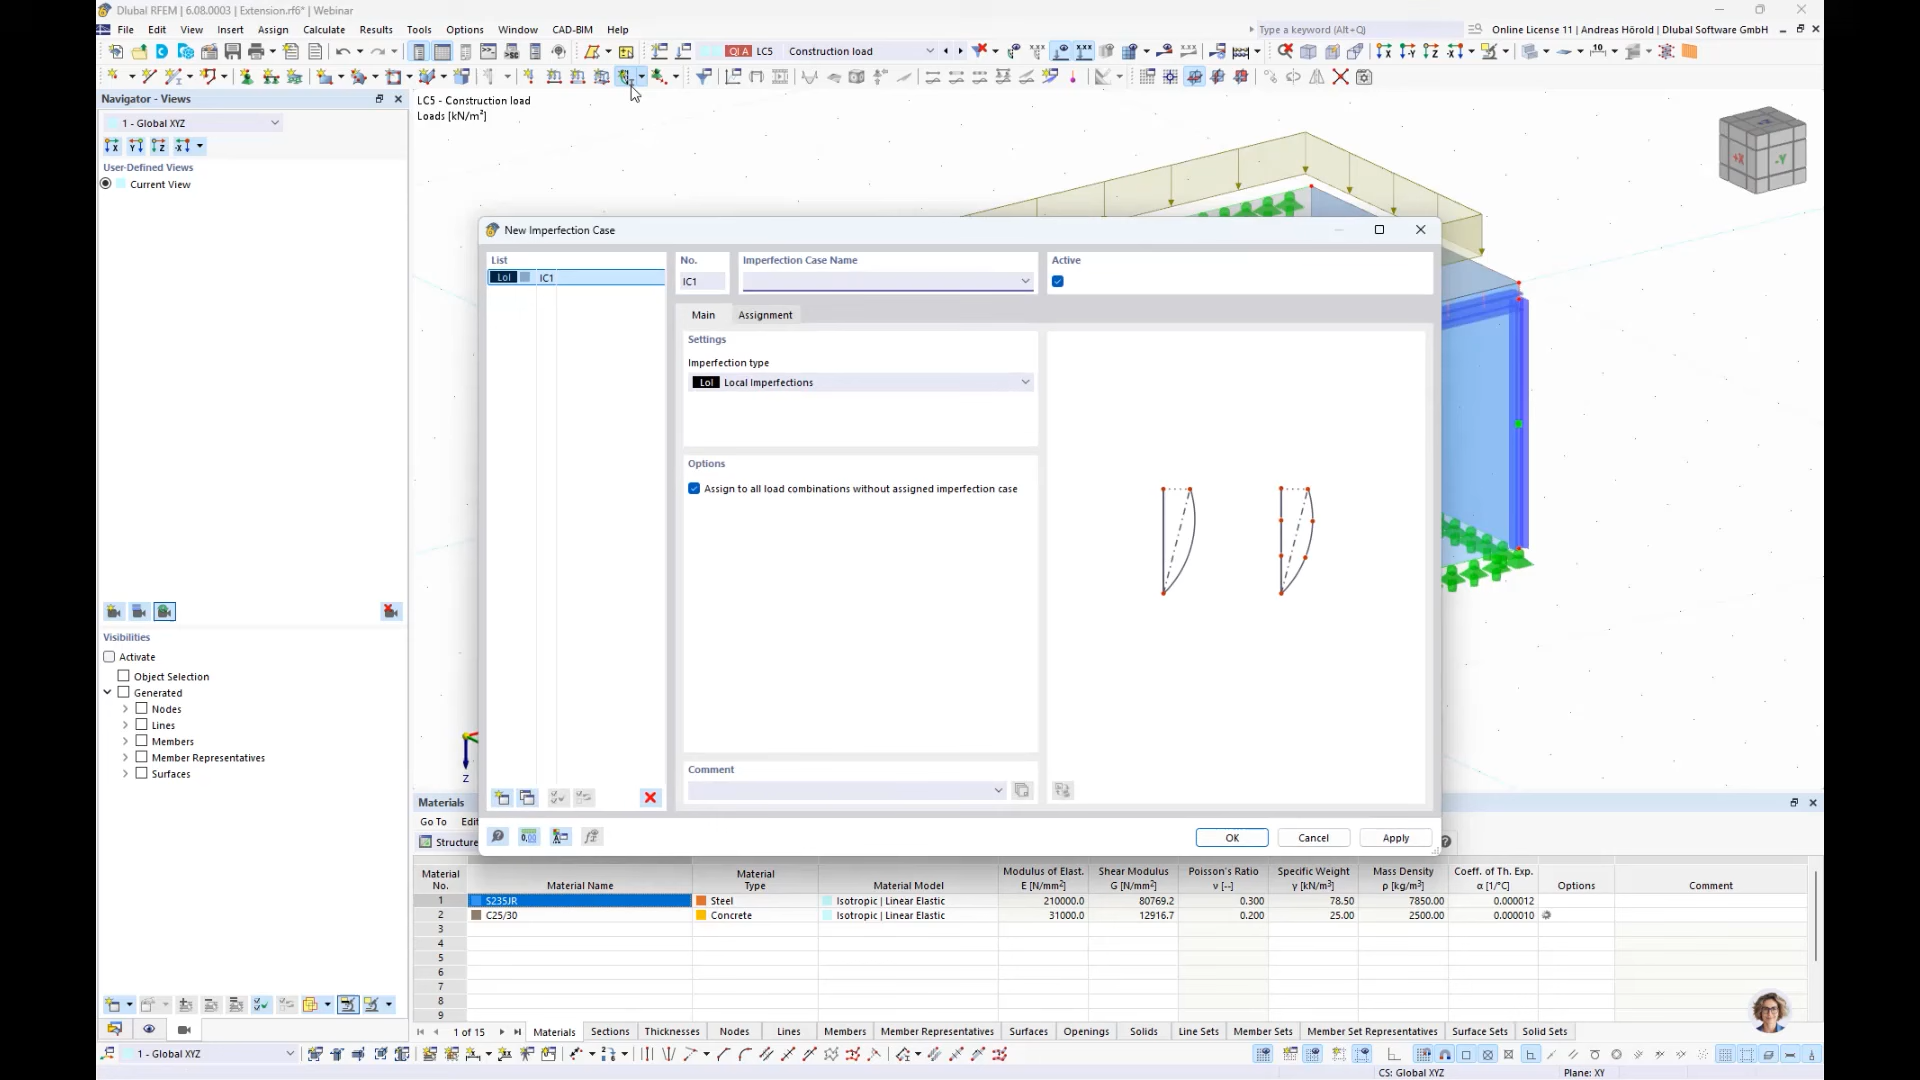 Dlubal RFEM | 6.08.0003 | Extension.rf6* | Webinar
File Edit View Insert Assign Calculate Results Tools Options Window CAD-BIM Help
Type a keyword (Alt+Q)
Online License 11 | Andreas Hörold | Dlubal Software GmbH
QI A LC5 Construction load
Navigator - Views
1 - Global XYZ
User-Defined Views
Current View
LC5 - Construction load
Loads [kN/m²]
+Z
+X
-Y
New Imperfection Case
List
LoI IC1
No.
IC1
Imperfection Case Name
Active
Main Assignment
Settings
Imperfection type
LoI Local Imperfections
Options
Assign to all load combinations without assigned imperfection case
Comment
OK Cancel Apply
Visibilities
Activate
Object Selection
Generated
Nodes
Lines
Members
Member Representatives
Surfaces
Z
Materials
Go To Edit
Structure
Material No. Material Name Material Type Material Model Modulus of Elast. E [N/mm²] Shear Modulus G [N/mm²] Poisson's Ratio ν [--] Specific Weight γ [kN/m³] Mass Density ρ [kg/m³] Coeff. of Th. Exp. α [1/°C] Options Comment
1 S235JR Steel Isotropic | Linear Elastic 210000.0 80769.2 0.300 78.50 7850.00 0.000012
2 C25/30 Concrete Isotropic | Linear Elastic 31000.0 12916.7 0.200 25.00 2500.00 0.000010
3
4
5
6
7
8
9
1 of 15 Materials Sections Thicknesses Nodes Lines Members Member Representatives Surfaces Openings Solids Line Sets Member Sets Member Set Representatives Surface Sets Solid Sets
1 - Global XYZ
CS: Global XYZ Plane: XY